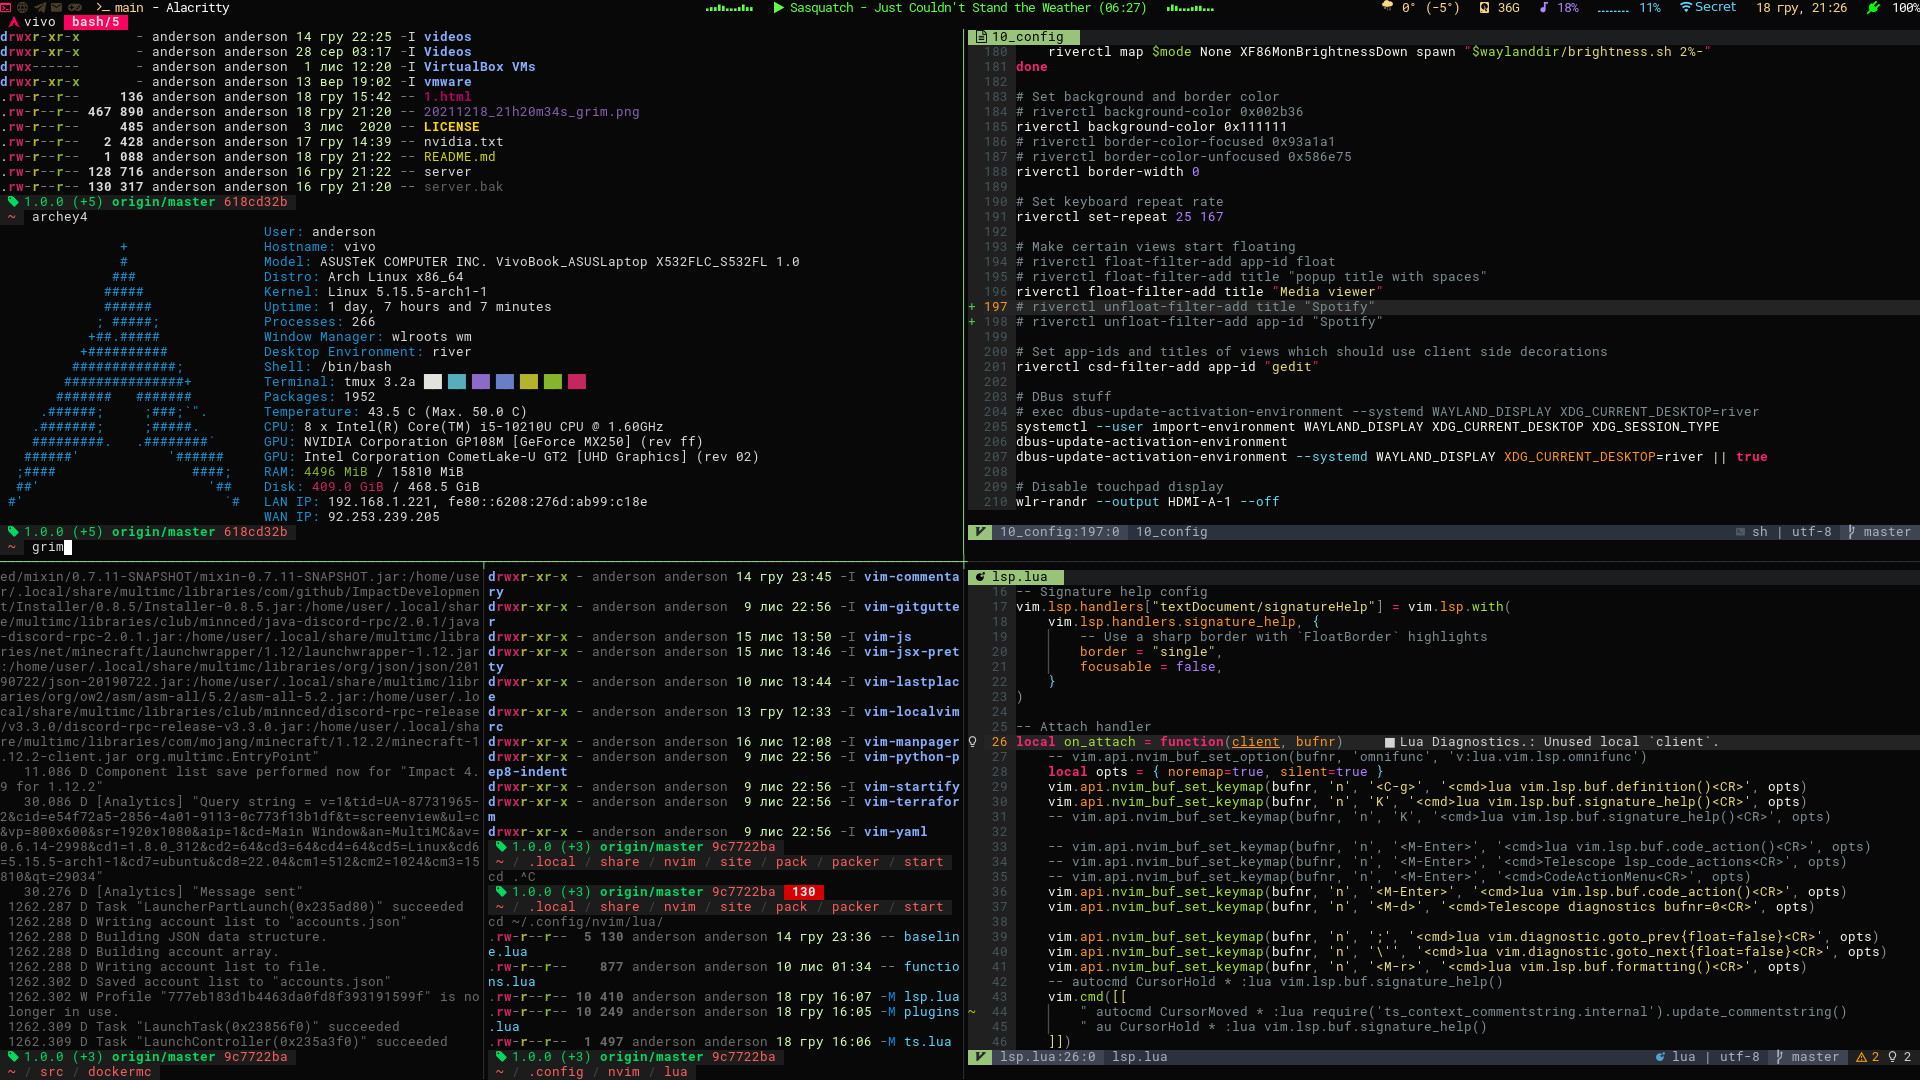 main - Alacritty
Sasquatch - Just Couldn't Stand the Weather (06:27)
0° (-5°) 36G 18% 11% Secret 18 гру, 21:26 100%
vivo bash/5
drwxr-xr-x - anderson anderson 14 гру 22:25 -I videos
drwxr-xr-x - anderson anderson 28 сер 03:17 -I Videos
drwx------ - anderson anderson 1 лис 12:20 -I VirtualBox VMs
drwxr-xr-x - anderson anderson 13 вер 19:02 -I vmware
.rw-r--r-- 136 anderson anderson 18 гру 15:42 -- 1.html
.rw-r--r-- 467 890 anderson anderson 18 гру 21:20 -- 20211218_21h20m34s_grim.png
.rw-r--r-- 485 anderson anderson 3 лис 2020 -- LICENSE
.rw-r--r-- 2 428 anderson anderson 17 гру 14:39 -- nvidia.txt
.rw-r--r-- 1 088 anderson anderson 18 гру 21:22 -- README.md
.rw-r--r-- 128 716 anderson anderson 16 гру 21:22 -- server
.rw-r--r-- 130 317 anderson anderson 16 гру 21:20 -- server.bak
1.0.0 (+5) origin/master 618cd32b
~ archey4
User: anderson
Hostname: vivo
Model: ASUSTeK COMPUTER INC. VivoBook_ASUSLaptop X532FLC_S532FL 1.0
Distro: Arch Linux x86_64
Kernel: Linux 5.15.5-arch1-1
Uptime: 1 day, 7 hours and 7 minutes
Processes: 266
Window Manager: wlroots wm
Desktop Environment: river
Shell: /bin/bash
Terminal: tmux 3.2a
Packages: 1952
Temperature: 43.5 C (Max. 50.0 C)
CPU: 8 x Intel(R) Core(TM) i5-10210U CPU @ 1.60GHz
GPU: NVIDIA Corporation GP108M [GeForce MX250] (rev ff)
GPU: Intel Corporation CometLake-U GT2 [UHD Graphics] (rev 02)
RAM: 4496 MiB / 15810 MiB
Disk: 409.0 GiB / 468.5 GiB
LAN IP: 192.168.1.221, fe80::6208:276d:ab99:c18e
WAN IP: 92.253.239.205
1.0.0 (+5) origin/master 618cd32b
~ grim
10_config
180 riverctl map $mode None XF86MonBrightnessDown spawn "$waylanddir/brightness.sh 2%-"
181 done
182
183 # Set background and border color
184 # riverctl background-color 0x002b36
185 riverctl background-color 0x111111
186 # riverctl border-color-focused 0x93a1a1
187 # riverctl border-color-unfocused 0x586e75
188 riverctl border-width 0
189
190 # Set keyboard repeat rate
191 riverctl set-repeat 25 167
192
193 # Make certain views start floating
194 # riverctl float-filter-add app-id float
195 # riverctl float-filter-add title "popup title with spaces"
196 riverctl float-filter-add title "Media viewer"
+ 197 # riverctl unfloat-filter-add title "Spotify"
+ 198 # riverctl unfloat-filter-add app-id "Spotify"
199
200 # Set app-ids and titles of views which should use client side decorations
201 riverctl csd-filter-add app-id "gedit"
202
203 # DBus stuff
204 # exec dbus-update-activation-environment --systemd WAYLAND_DISPLAY XDG_CURRENT_DESKTOP=river
205 systemctl --user import-environment WAYLAND_DISPLAY XDG_CURRENT_DESKTOP XDG_SESSION_TYPE
206 dbus-update-activation-environment
207 dbus-update-activation-environment --systemd WAYLAND_DISPLAY XDG_CURRENT_DESKTOP=river || true
208
209 # Disable touchpad display
210 wlr-randr --output HDMI-A-1 --off
10_config:197:0 10_config sh | utf-8 master
ed/mixin/0.7.11-SNAPSHOT/mixin-0.7.11-SNAPSHOT.jar:/home/use
r/.local/share/multimc/libraries/com/github/ImpactDevelopmen
t/Installer/0.8.5/Installer-0.8.5.jar:/home/user/.local/shar
e/multimc/libraries/club/minnced/java-discord-rpc/2.0.1/java
-discord-rpc-2.0.1.jar:/home/user/.local/share/multimc/libra
ries/net/minecraft/launchwrapper/1.12/launchwrapper-1.12.jar
:/home/user/.local/share/multimc/libraries/org/json/json/201
90722/json-20190722.jar:/home/user/.local/share/multimc/libr
aries/org/ow2/asm/asm-all/5.2/asm-all-5.2.jar:/home/user/.lo
cal/share/multimc/libraries/club/minnced/discord-rpc-release
/v3.3.0/discord-rpc-release-v3.3.0.jar:/home/user/.local/sha
re/multimc/libraries/com/mojang/minecraft/1.12.2/minecraft-1
.12.2-client.jar org.multimc.EntryPoint"
11.086 D Component list save performed now for "Impact 4.
9 for 1.12.2"
30.086 D [Analytics] "Query string = v=1&tid=UA-87731965-
2&cid=e54f72a5-2856-4a01-9113-0c773f13b1df&t=screenview&ul=c
&vp=800x600&sr=1920x1080&aip=1&cd=Main Window&an=MultiMC&av=
0.6.14-2998&cd1=1.8.0_312&cd2=64&cd3=64&cd4=64&cd5=Linux&cd6
=5.15.5-arch1-1&cd7=ubuntu&cd8=22.04&cm1=512&cm2=1024&cm3=15
810&qt=29034"
30.276 D [Analytics] "Message sent"
1262.287 D Task "LauncherPartLaunch(0x235ad80)" succeeded
1262.288 D Writing account list to "accounts.json"
1262.288 D Building JSON data structure.
1262.288 D Building account array.
1262.288 D Writing account list to file.
1262.302 D Saved account list to "accounts.json"
1262.302 W Profile "777eb183d1b4463da0fd8f393191599f" is no
longer in use.
1262.309 D Task "LaunchTask(0x23856f0)" succeeded
1262.309 D Task "LaunchController(0x235a3f0)" succeeded
1.0.0 (+3) origin/master 9c7722ba
~ / src / dockermc
drwxr-xr-x - anderson anderson 14 гру 23:45 -I vim-commenta
ry
drwxr-xr-x - anderson anderson 9 лис 22:56 -I vim-gitgutte
r
drwxr-xr-x - anderson anderson 15 лис 13:50 -I vim-js
drwxr-xr-x - anderson anderson 15 лис 13:46 -I vim-jsx-pret
ty
drwxr-xr-x - anderson anderson 10 лис 13:44 -I vim-lastplac
e
drwxr-xr-x - anderson anderson 13 гру 12:33 -I vim-localvim
rc
drwxr-xr-x - anderson anderson 16 лис 12:08 -I vim-manpager
drwxr-xr-x - anderson anderson 9 лис 22:56 -I vim-python-p
ep8-indent
drwxr-xr-x - anderson anderson 9 лис 22:56 -I vim-startify
drwxr-xr-x - anderson anderson 9 лис 22:56 -I vim-terrafor
m
drwxr-xr-x - anderson anderson 9 лис 22:56 -I vim-yaml
1.0.0 (+3) origin/master 9c7722ba
~ / .local / share / nvim / site / pack / packer / start
cd .^C
1.0.0 (+3) origin/master 9c7722ba 130
~ / .local / share / nvim / site / pack / packer / start
cd ~/.config/nvim/lua/
.rw-r--r-- 5 130 anderson anderson 14 гру 23:36 -- baselin
e.lua
.rw-r--r-- 877 anderson anderson 10 лис 01:34 -- functio
ns.lua
.rw-r--r-- 10 410 anderson anderson 18 гру 16:07 -M lsp.lua
.rw-r--r-- 10 249 anderson anderson 18 гру 16:05 -M plugins
.lua
.rw-r--r-- 1 497 anderson anderson 18 гру 16:06 -M ts.lua
1.0.0 (+3) origin/master 9c7722ba
~ / .config / nvim / lua
lsp.lua
16 -- Signature help config
17 vim.lsp.handlers["textDocument/signatureHelp"] = vim.lsp.with(
18 vim.lsp.handlers.signature_help, {
19 -- Use a sharp border with `FloatBorder` highlights
20 border = "single",
21 focusable = false,
22 }
23 )
24
25 -- Attach handler
26 local on_attach = function(client, bufnr) ■ Lua Diagnostics.: Unused local `client`.
27 -- vim.api.nvim_buf_set_option(bufnr, 'omnifunc', 'v:lua.vim.lsp.omnifunc')
28 local opts = { noremap=true, silent=true }
29 vim.api.nvim_buf_set_keymap(bufnr, 'n', '<C-g>', '<cmd>lua vim.lsp.buf.definition()<CR>', opts)
30 vim.api.nvim_buf_set_keymap(bufnr, 'n', 'K', '<cmd>lua vim.lsp.buf.signature_help()<CR>', opts)
31 -- vim.api.nvim_buf_set_keymap(bufnr, 'n', 'K', '<cmd>lua vim.lsp.buf.signature_help()<CR>', opts)
32
33 -- vim.api.nvim_buf_set_keymap(bufnr, 'n', '<M-Enter>', '<cmd>lua vim.lsp.buf.code_action()<CR>', opts)
34 -- vim.api.nvim_buf_set_keymap(bufnr, 'n', '<M-Enter>', '<cmd>Telescope lsp_code_actions<CR>', opts)
35 -- vim.api.nvim_buf_set_keymap(bufnr, 'n', '<M-Enter>', '<cmd>CodeActionMenu<CR>', opts)
36 vim.api.nvim_buf_set_keymap(bufnr, 'n', '<M-Enter>', '<cmd>lua vim.lsp.buf.code_action()<CR>', opts)
37 vim.api.nvim_buf_set_keymap(bufnr, 'n', '<M-d>', '<cmd>Telescope diagnostics bufnr=0<CR>', opts)
38
39 vim.api.nvim_buf_set_keymap(bufnr, 'n', ';', '<cmd>lua vim.diagnostic.goto_prev{float=false}<CR>', opts)
40 vim.api.nvim_buf_set_keymap(bufnr, 'n', '\'', '<cmd>lua vim.diagnostic.goto_next{float=false}<CR>', opts)
41 vim.api.nvim_buf_set_keymap(bufnr, 'n', '<M-r>', '<cmd>lua vim.lsp.buf.formatting()<CR>', opts)
42 -- autocmd CursorHold * :lua vim.lsp.buf.signature_help()
43 vim.cmd([[
~ 44 " autocmd CursorMoved * :lua require('ts_context_commentstring.internal').update_commentstring()
45 " au CursorHold * :lua vim.lsp.buf.signature_help()
46 ]])
lsp.lua:26:0 lsp.lua lua | utf-8 master 2 2